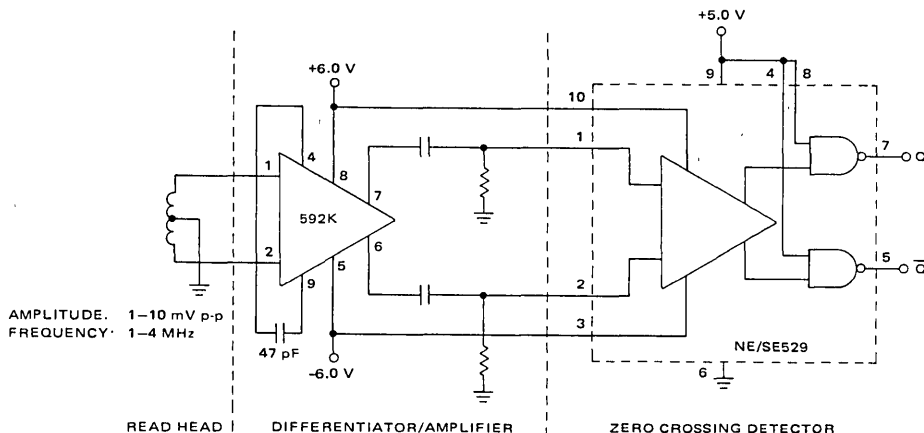 +5.0 V
9 4 8
+6.0 V
10
1
7
1
4
8
7
592K
2
6
5
9
2
5
3
AMPLITUDE. 1–10 mV p-p
FREQUENCY· 1–4 MHz
47 pF
-6.0 V
6
NE/SE529
Q
Q̅
READ HEAD
DIFFERENTIATOR/AMPLIFIER
ZERO CROSSING DETECTOR